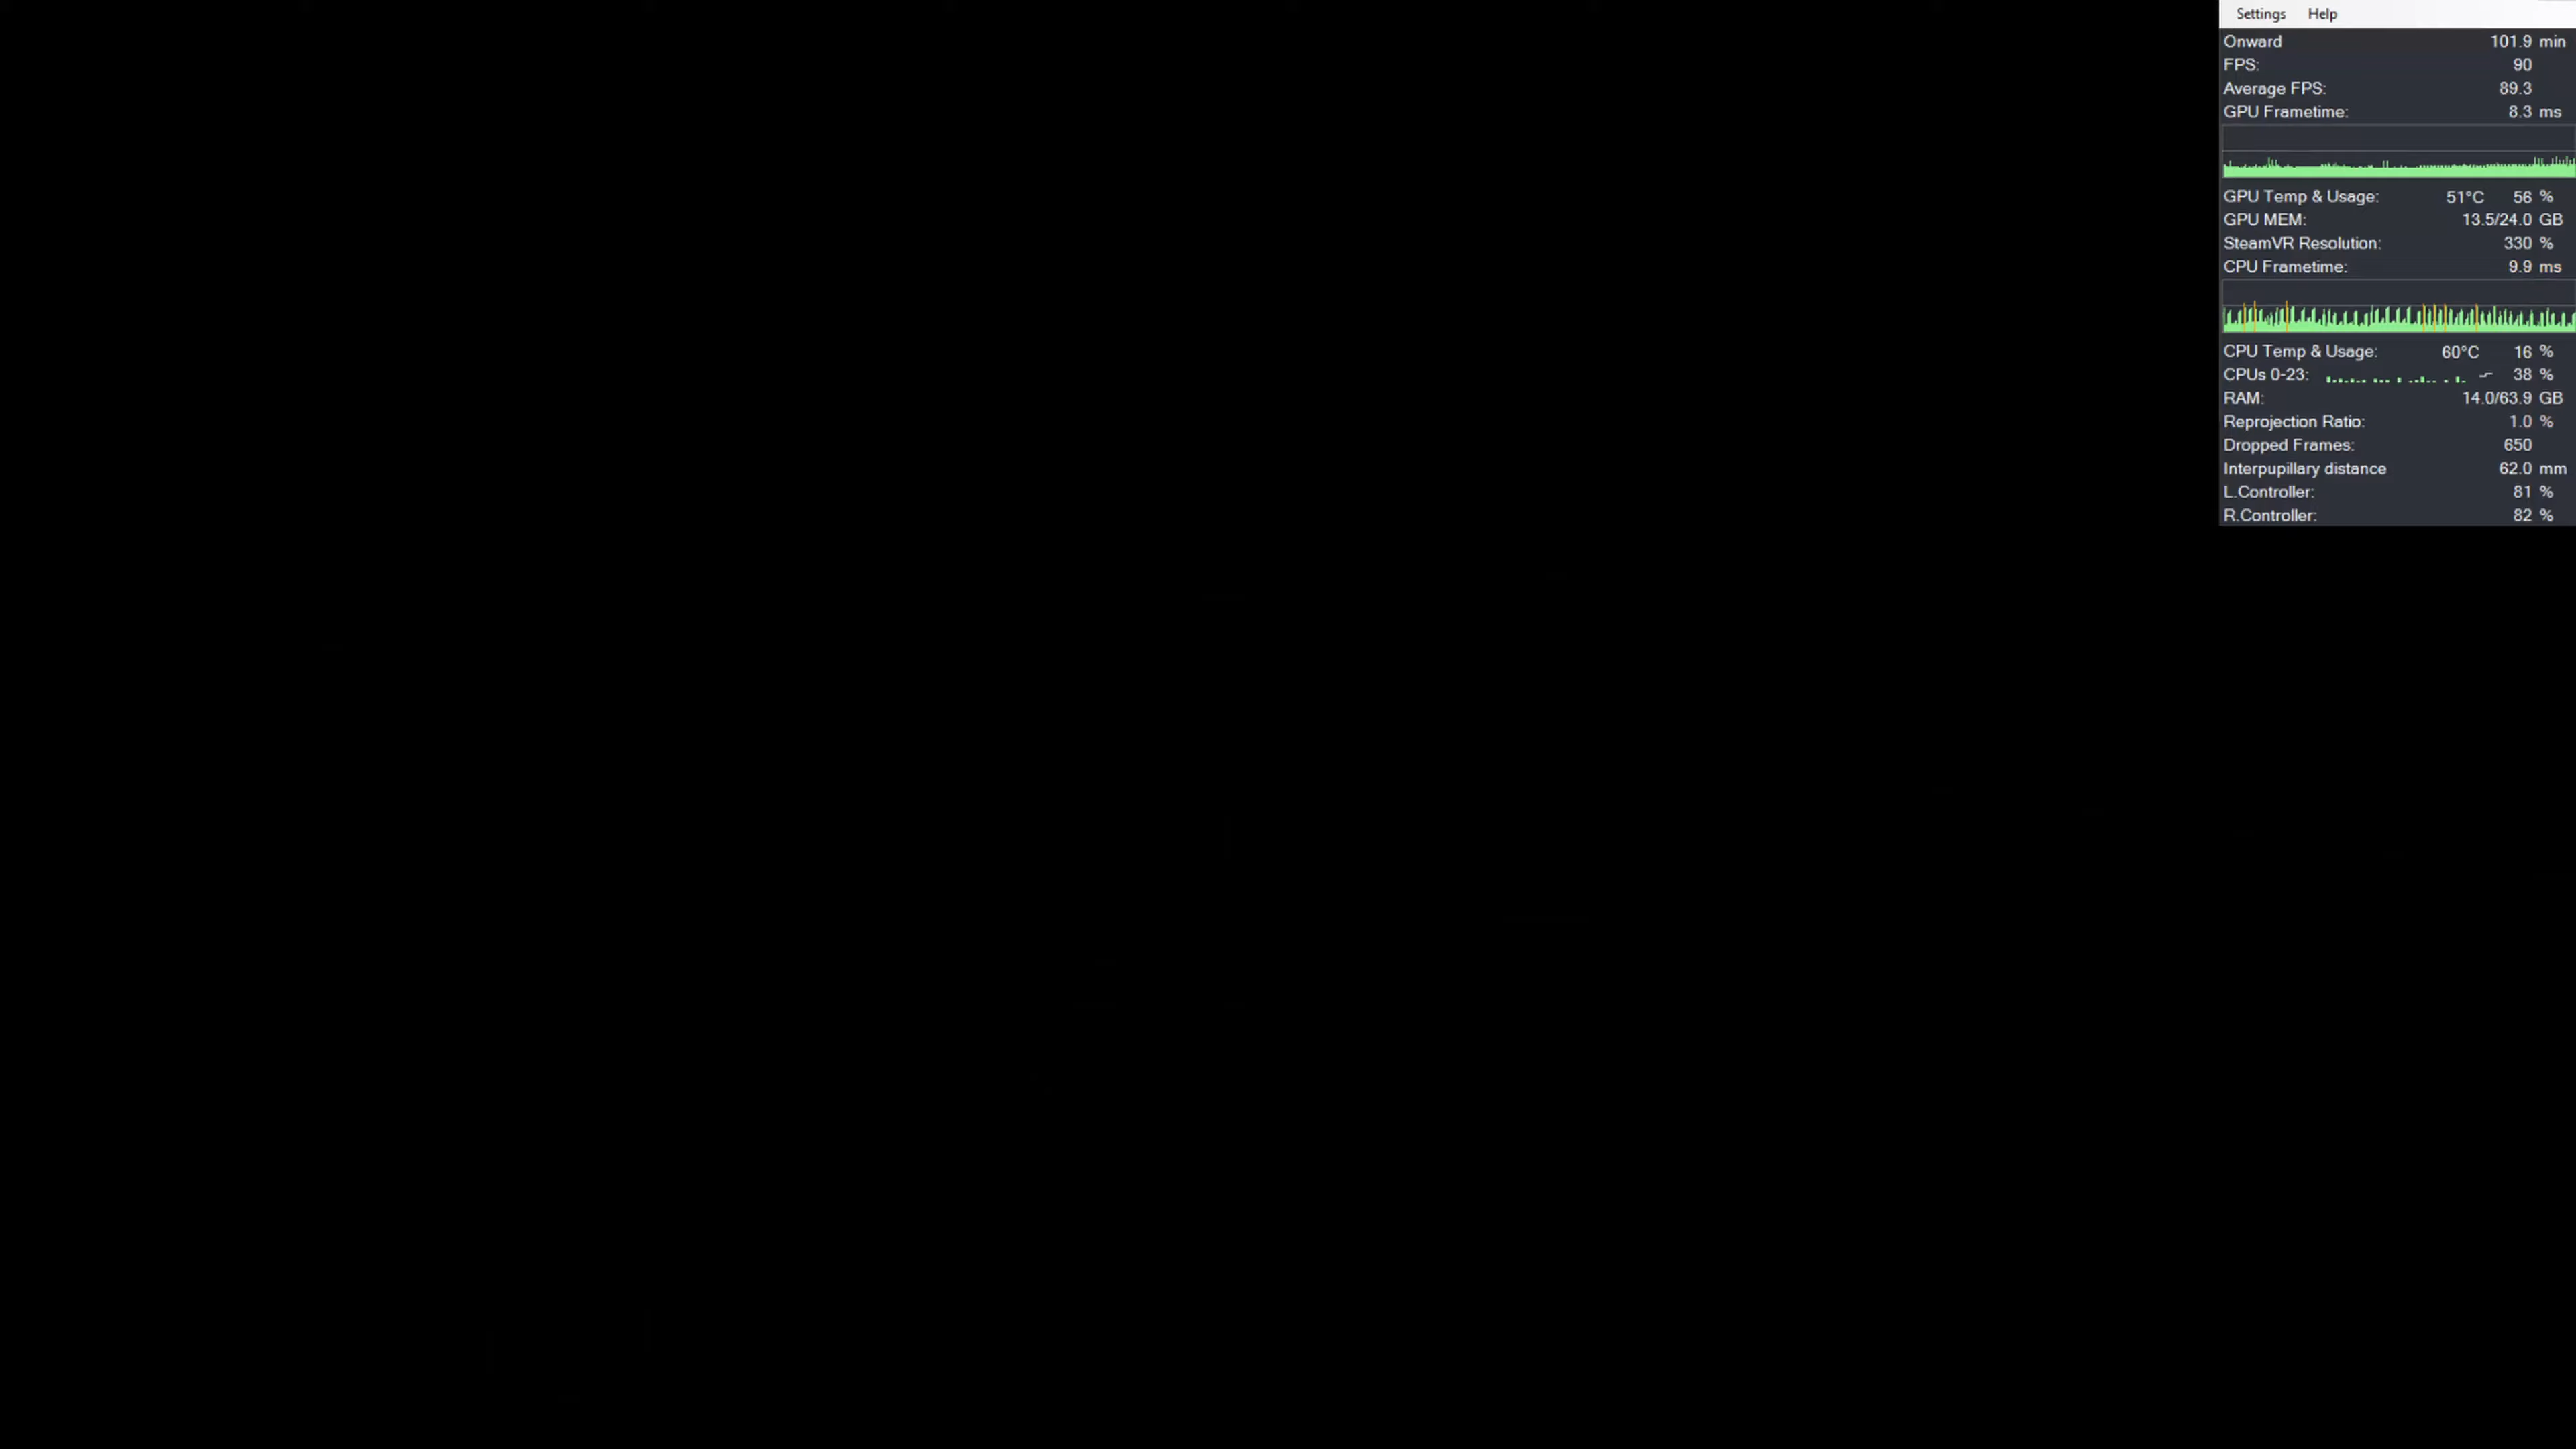 Settings Help
Onward 101.9 min
FPS: 90
Average FPS: 89.3
GPU Frametime: 8.3 ms
GPU Temp & Usage: 51°C 56 %
GPU MEM: 13.5/24.0 GB
SteamVR Resolution: 330 %
CPU Frametime: 9.9 ms
CPU Temp & Usage: 60°C 16 %
CPUs 0-23: 38 %
RAM: 14.0/63.9 GB
Reprojection Ratio: 1.0 %
Dropped Frames: 650
Interpupillary distance 62.0 mm
L.Controller: 81 %
R.Controller: 82 %